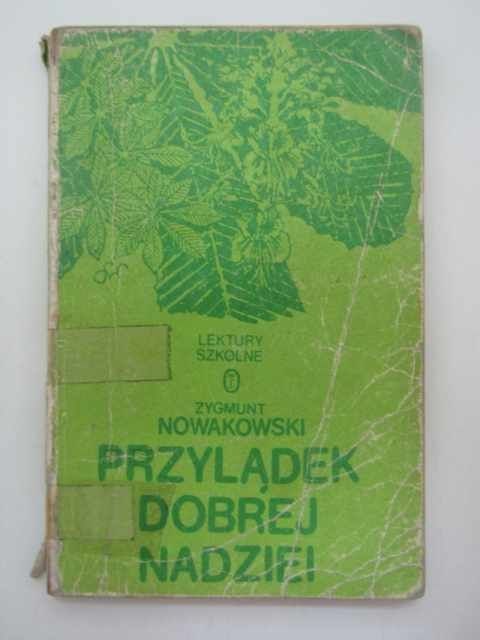 LEKTURY
SZKOLNE
ZYGMUNT
NOWAKOWSKI
PRZYLĄDEK
DOBREJ
NADZIEI